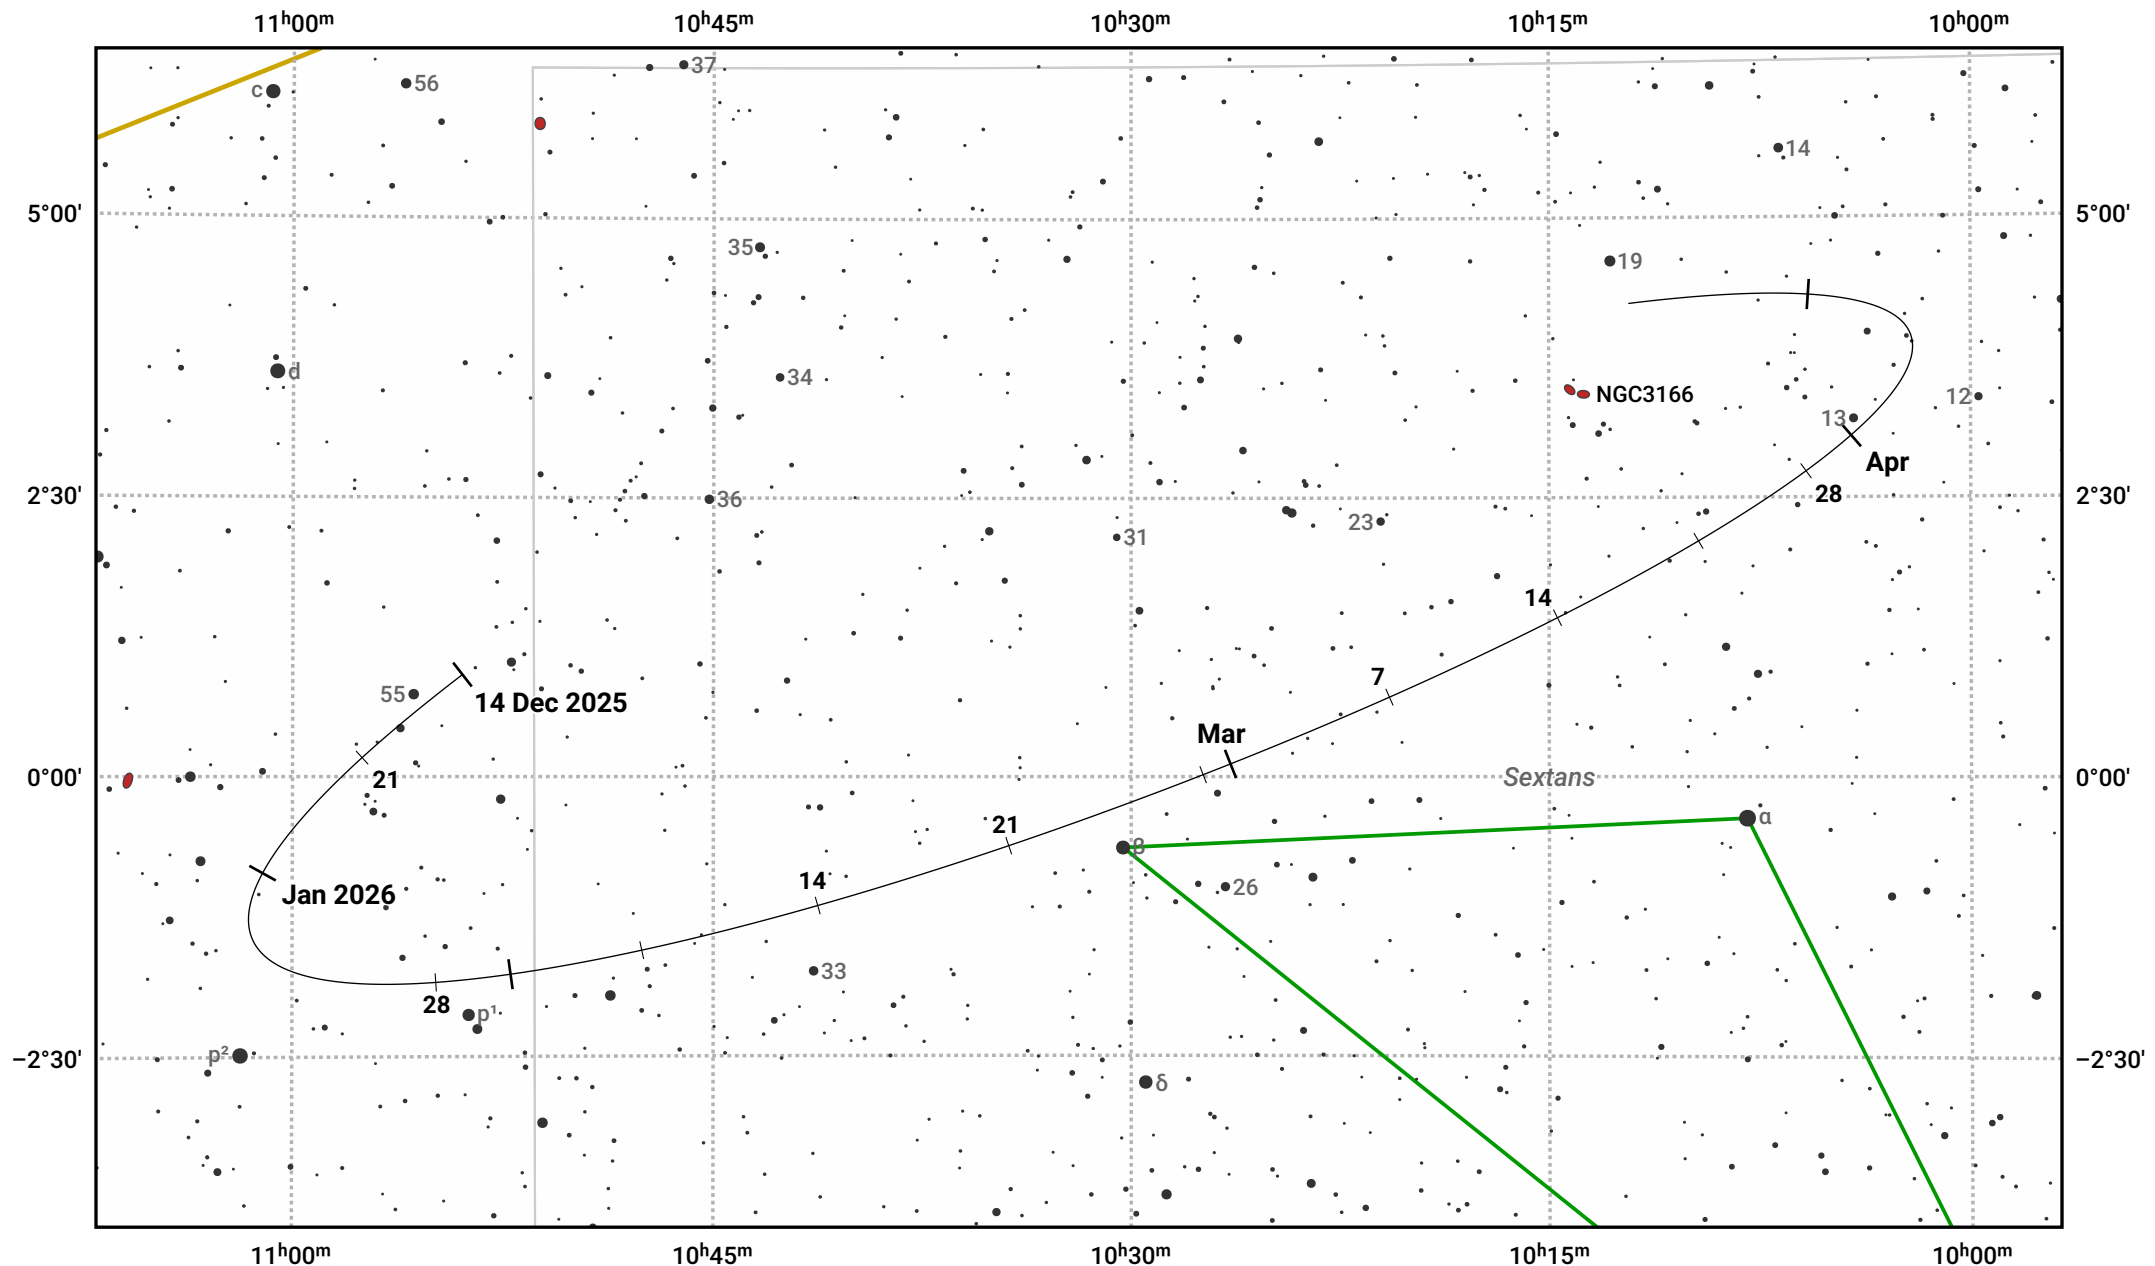 11ʰ00ᵐ 10ʰ45ᵐ 10ʰ30ᵐ 10ʰ15ᵐ 10ʰ00ᵐ
37
c 56
14
5°00' 5°00'
35 19
d 34
NGC3166 12
13
Apr
2°30' 36 28 2°30'
31 23
14
55 7
14 Dec 2025
Mar
0°00' 21 Sextans 0°00'
21 α
β
14 26
Jan 2026
33
28 p¹
p² −2°30' −2°30'
δ
11ʰ00ᵐ 10ʰ45ᵐ 10ʰ30ᵐ 10ʰ15ᵐ 10ʰ00ᵐ